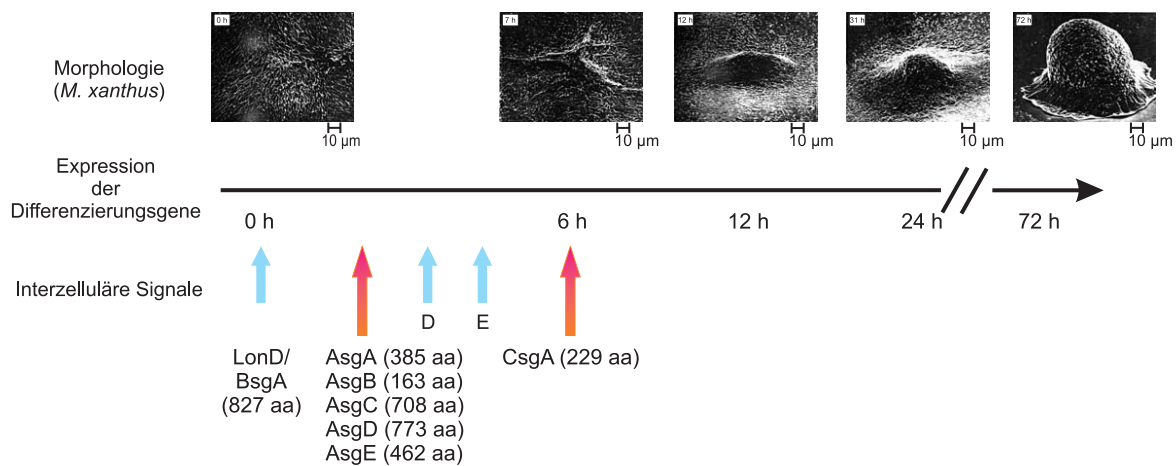 0 h
7 h
12 h
31 h
72 h
Morphologie
(M. xanthus)
10 µm
10 µm
10 µm
10 µm
10 µm
Expression
der
Differenzierungsgene
0 h
6 h
12 h
24 h
72 h
Interzelluläre Signale
D
E
LonD/
BsgA
(827 aa)
AsgA (385 aa)
AsgB (163 aa)
AsgC (708 aa)
AsgD (773 aa)
AsgE (462 aa)
CsgA (229 aa)